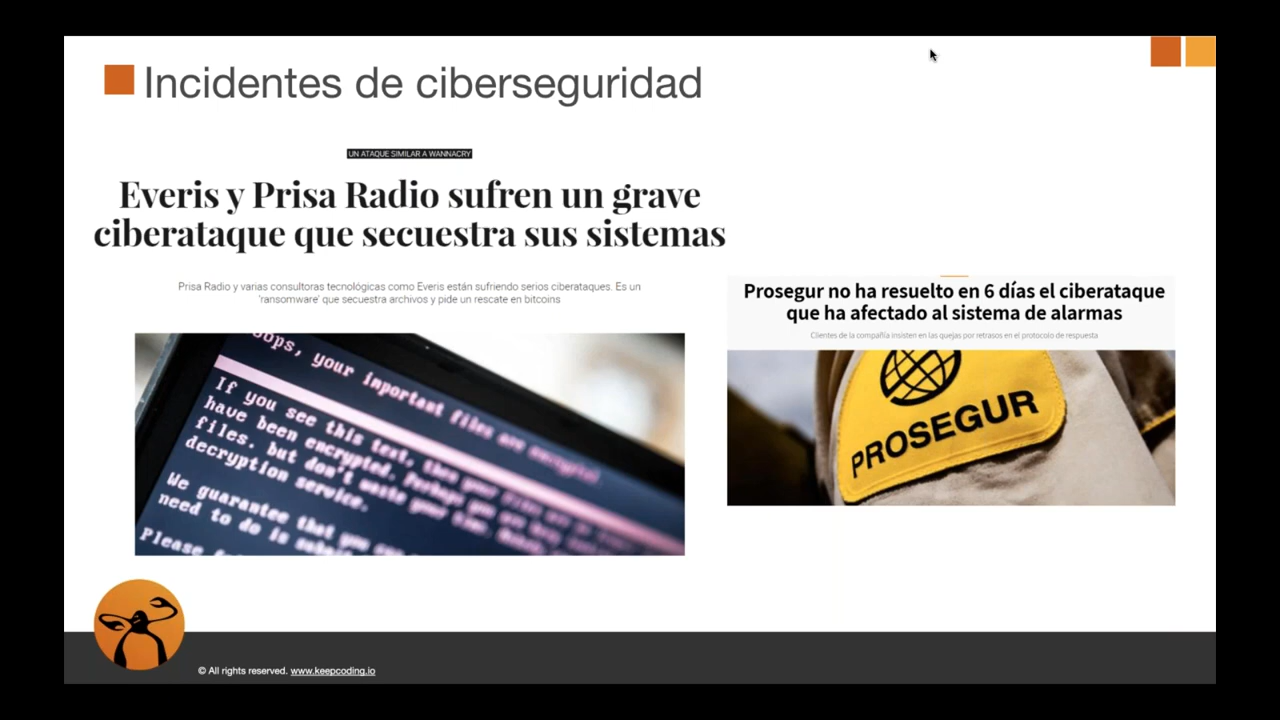 Incidentes de ciberseguridad
UN ATAQUE SIMILAR A WANNACRY
Everis y Prisa Radio sufren un grave
ciberataque que secuestra sus sistemas
Prisa Radio y varias consultoras tecnológicas como Everis están sufriendo serios ciberataques. Es un
'ransomware' que secuestra archivos y pide un rescate en bitcoins
Ooops, your important files are encrypted.
If you see this text, then your files
have been encrypted. Perhaps you
files, but don't waste your time.
decryption service.
We guarantee that you can
need to do is submit
Please
Prosegur no ha resuelto en 6 días el ciberataque
que ha afectado al sistema de alarmas
Clientes de la compañía insisten en las quejas por retrasos en el protocolo de respuesta
PROSEGUR
© All rights reserved. www.keepcoding.io